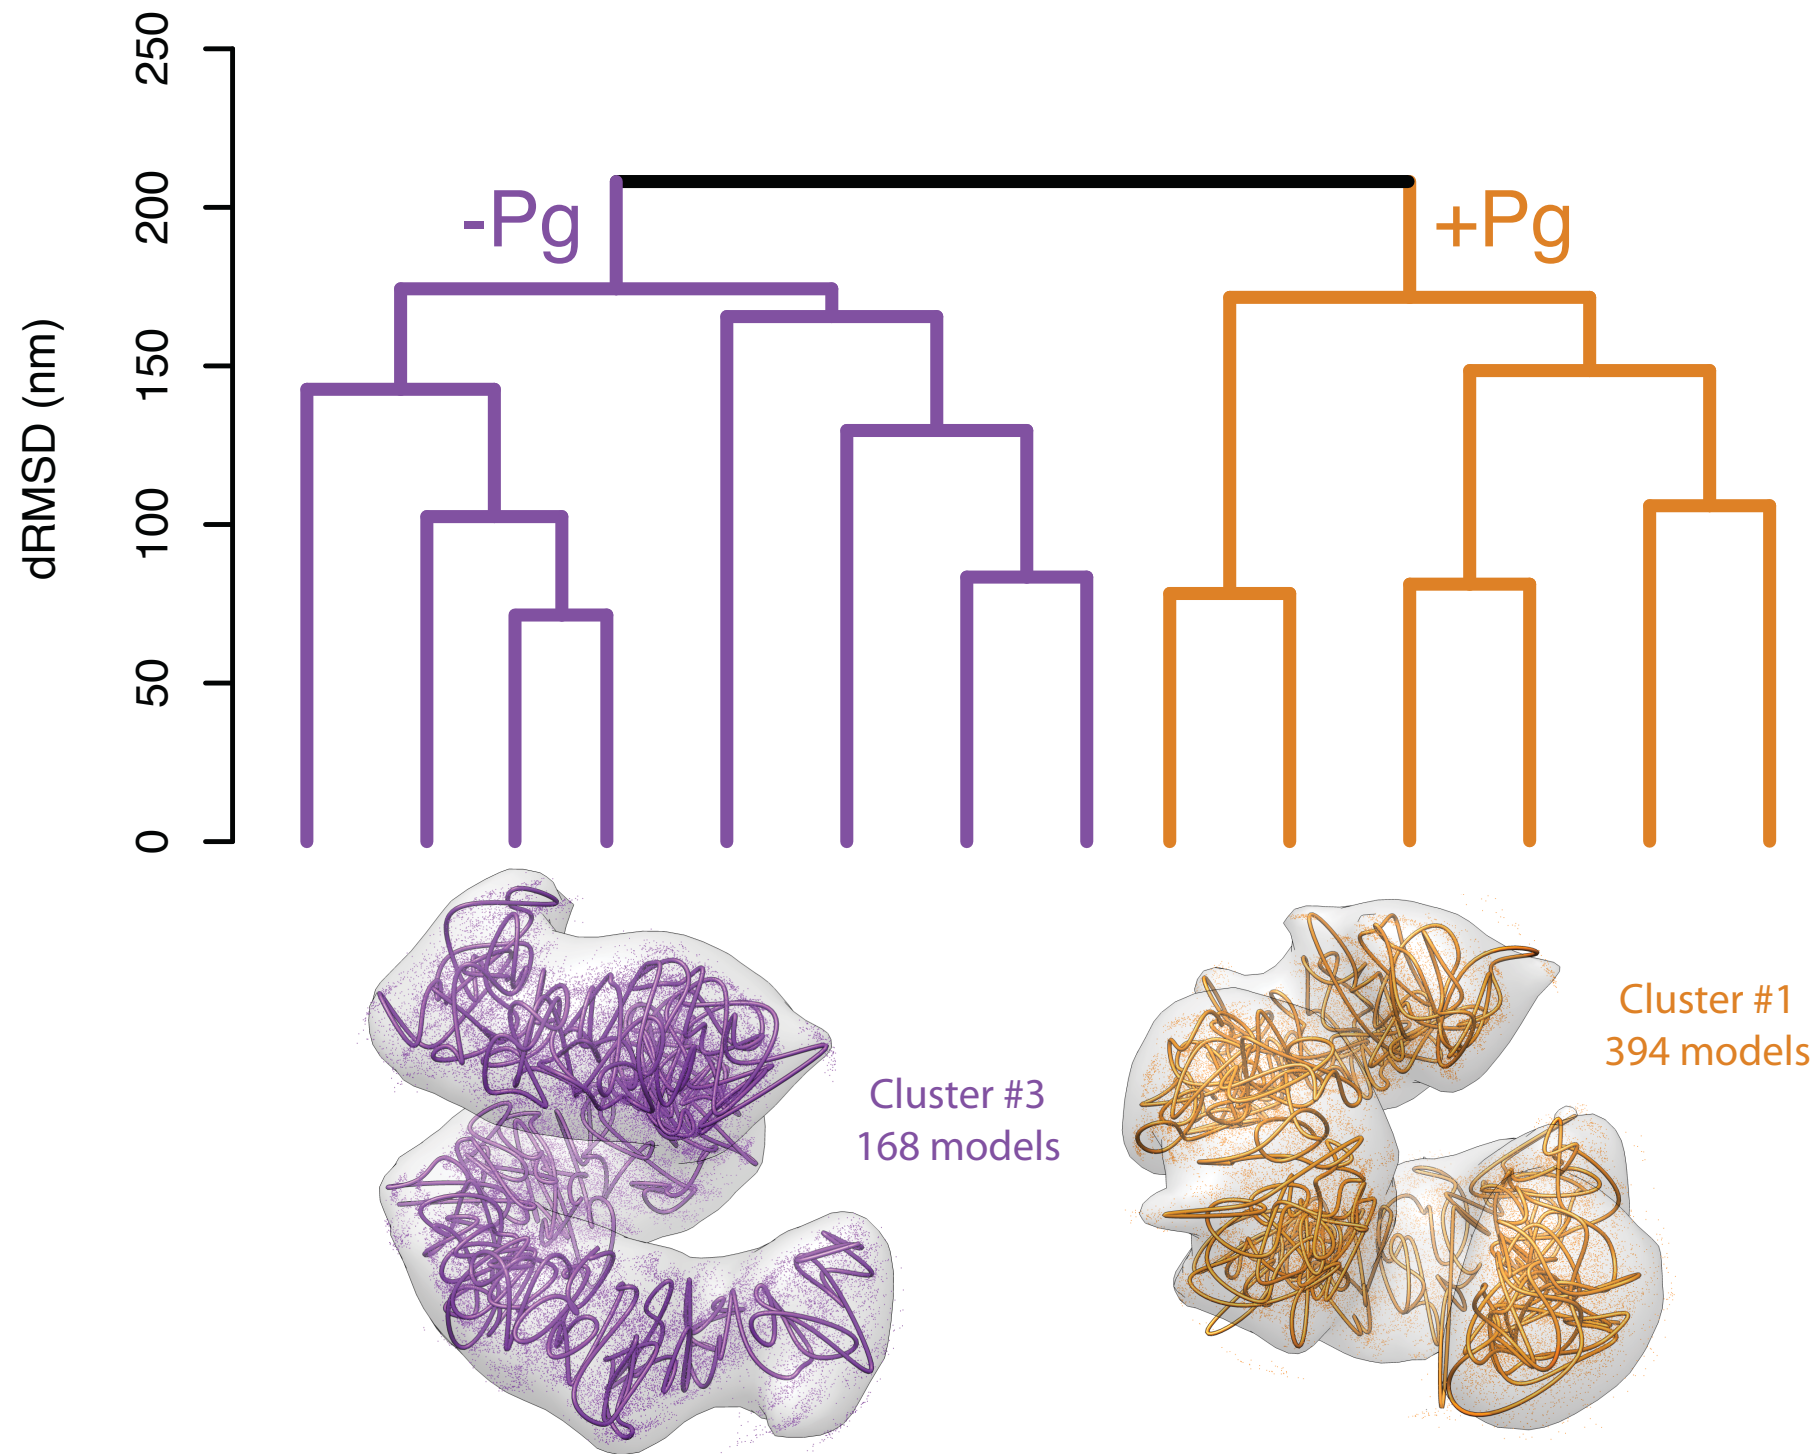 250
200
150
100
50
0
dRMSD (nm)
-Pg
+Pg
Cluster #3
168 models
Cluster #1
394 models